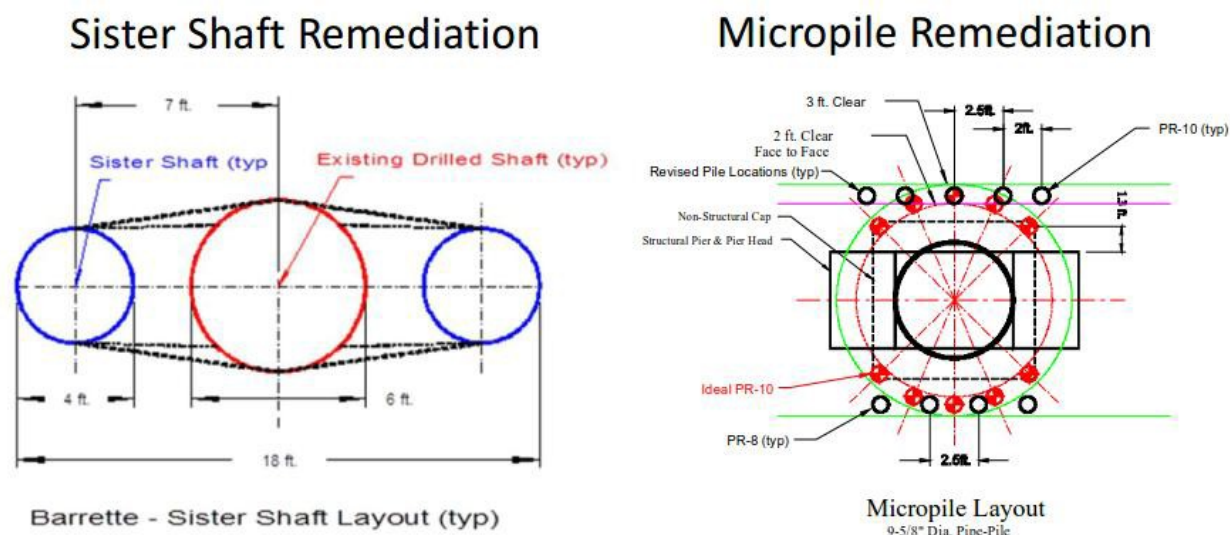 Sister Shaft Remediation
7 ft.
Sister Shaft (typ
Existing Drilled Shaft (typ)
4 ft.
6 ft.
18 ft.
Barrette - Sister Shaft Layout (typ)
Micropile Remediation
3 ft. Clear
2.5ft.
2ft.
PR-10 (typ)
2 ft. Clear
Face to Face
Revised Pile Locations (typ)
1.3 ft.
Non-Structural Cap
Structural Pier & Pier Head
Ideal PR-10
PR-8 (typ)
2.5ft.
Micropile Layout
9-5/8" Dia. Pipe-Pile